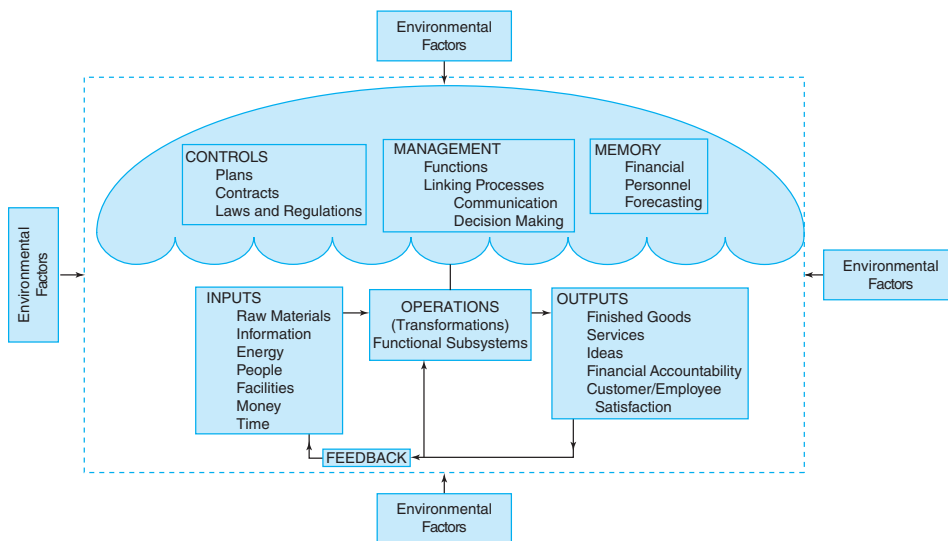 Environmental
Factors
CONTROLS
Plans
Contracts
Laws and Regulations
MANAGEMENT
Functions
Linking Processes
Communication
Decision Making
MEMORY
Financial
Personnel
Forecasting
Environmental
Factors
Environmental
Factors
INPUTS
Raw Materials
Information
Energy
People
Facilities
Money
Time
OPERATIONS
(Transformations)
Functional Subsystems
OUTPUTS
Finished Goods
Services
Ideas
Financial Accountability
Customer/Employee
Satisfaction
FEEDBACK
Environmental
Factors